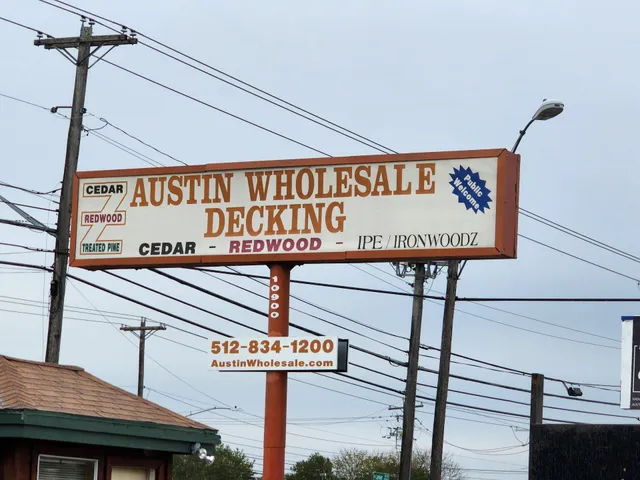 CEDAR
REDWOOD
TREATED PINE
AUSTIN WHOLESALE
DECKING
Public
Welcome
CEDAR - REDWOOD - IPE / IRONWOODZ
10900
512-834-1200
AustinWholesale.com